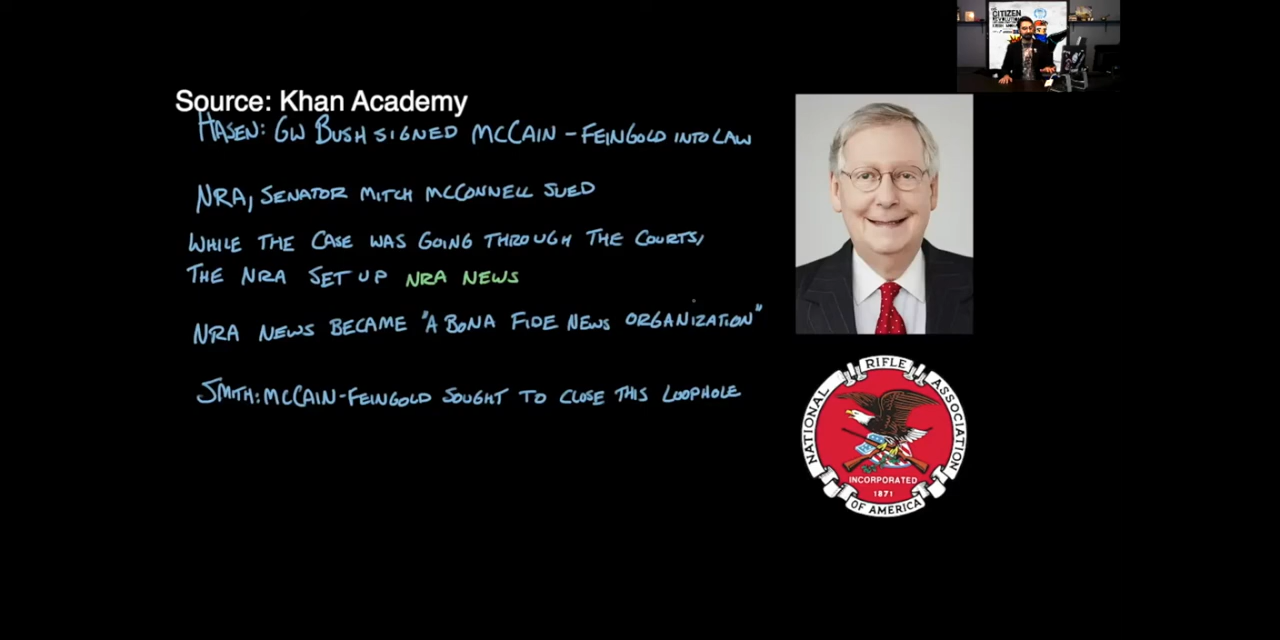 CITIZEN
REVOLUTION
Source: Khan Academy
HASEN: GW BUSH SIGNED MCCAIN - FEINGOLD INTO LAW
NRA, SENATOR MITCH MCCONNELL SUED
WHILE THE CASE WAS GOING THROUGH THE COURTS,
THE NRA SET UP NRA NEWS
NRA NEWS BECAME "A BONA FIDE NEWS ORGANIZATION"
SMITH: MCCAIN-FEINGOLD SOUGHT TO CLOSE THIS LOOPHOLE
NATIONAL RIFLE ASSOCIATION
INCORPORATED
1871
OF AMERICA